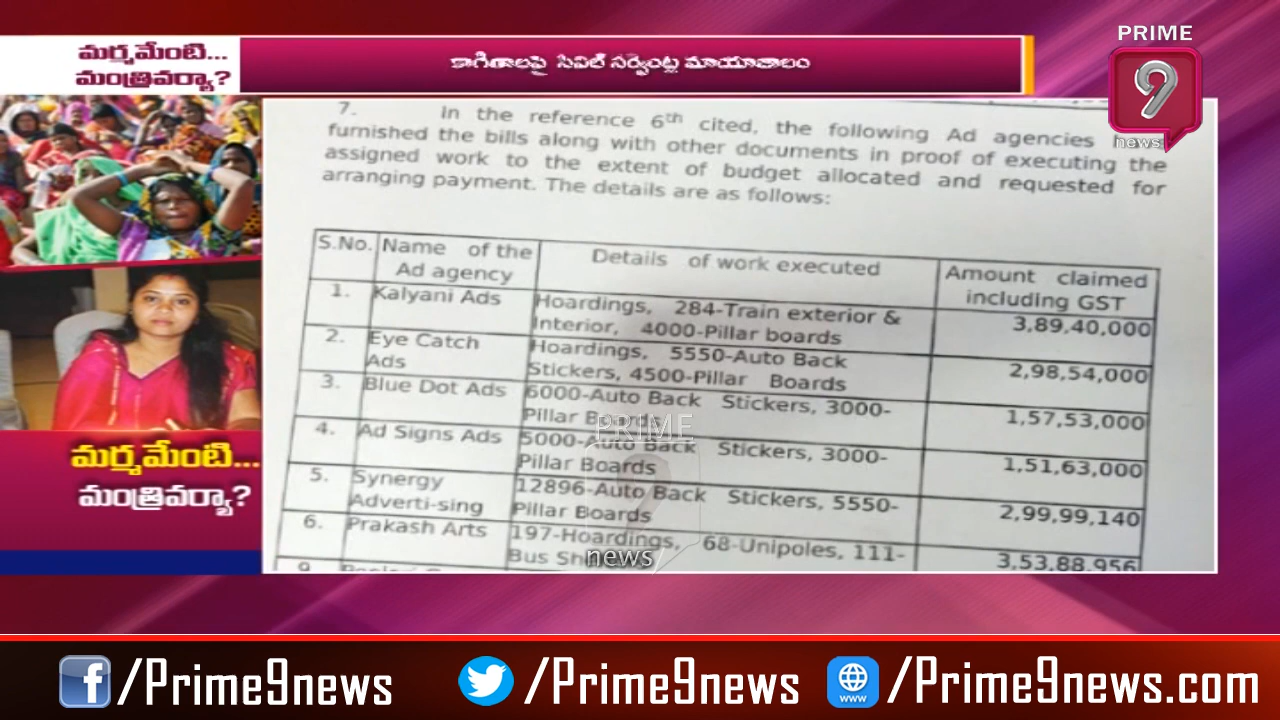 PRIME
9
news
మర్మమేంటి...
మంత్రివర్యా?
కాగితాలపై సివిల్ సర్వెంట్ల మాయాజాలం
7. In the reference 6th cited, the following Ad agencies
furnished the bills along with other documents in proof of executing the
assigned work to the extent of budget allocated and requested for
arranging payment. The details are as follows:
S.No. Name of the Ad agency Details of work executed Amount claimed including GST
1. Kalyani Ads Hoardings, 284-Train exterior & Interior, 4000-Pillar boards 3,89,40,000
2. Eye Catch Ads Hoardings, 5550-Auto Back Stickers, 4500-Pillar Boards 2,98,54,000
3. Blue Dot Ads 6000-Auto Back Stickers, 3000-Pillar Boards 1,57,53,000
4. Ad Signs Ads 5000-Auto Back Stickers, 3000-Pillar Boards 1,51,63,000
5. Synergy Adverti-sing 12896-Auto Back Stickers, 5550-Pillar Boards 2,99,99,140
6. Prakash Arts 197-Hoardings, 68-Unipoles, 111-Bus 3,53,88,956
PRIME
9
news
మర్మమేంటి...
మంత్రివర్యా?
/Prime9news
/Prime9news
www
/Prime9news.com